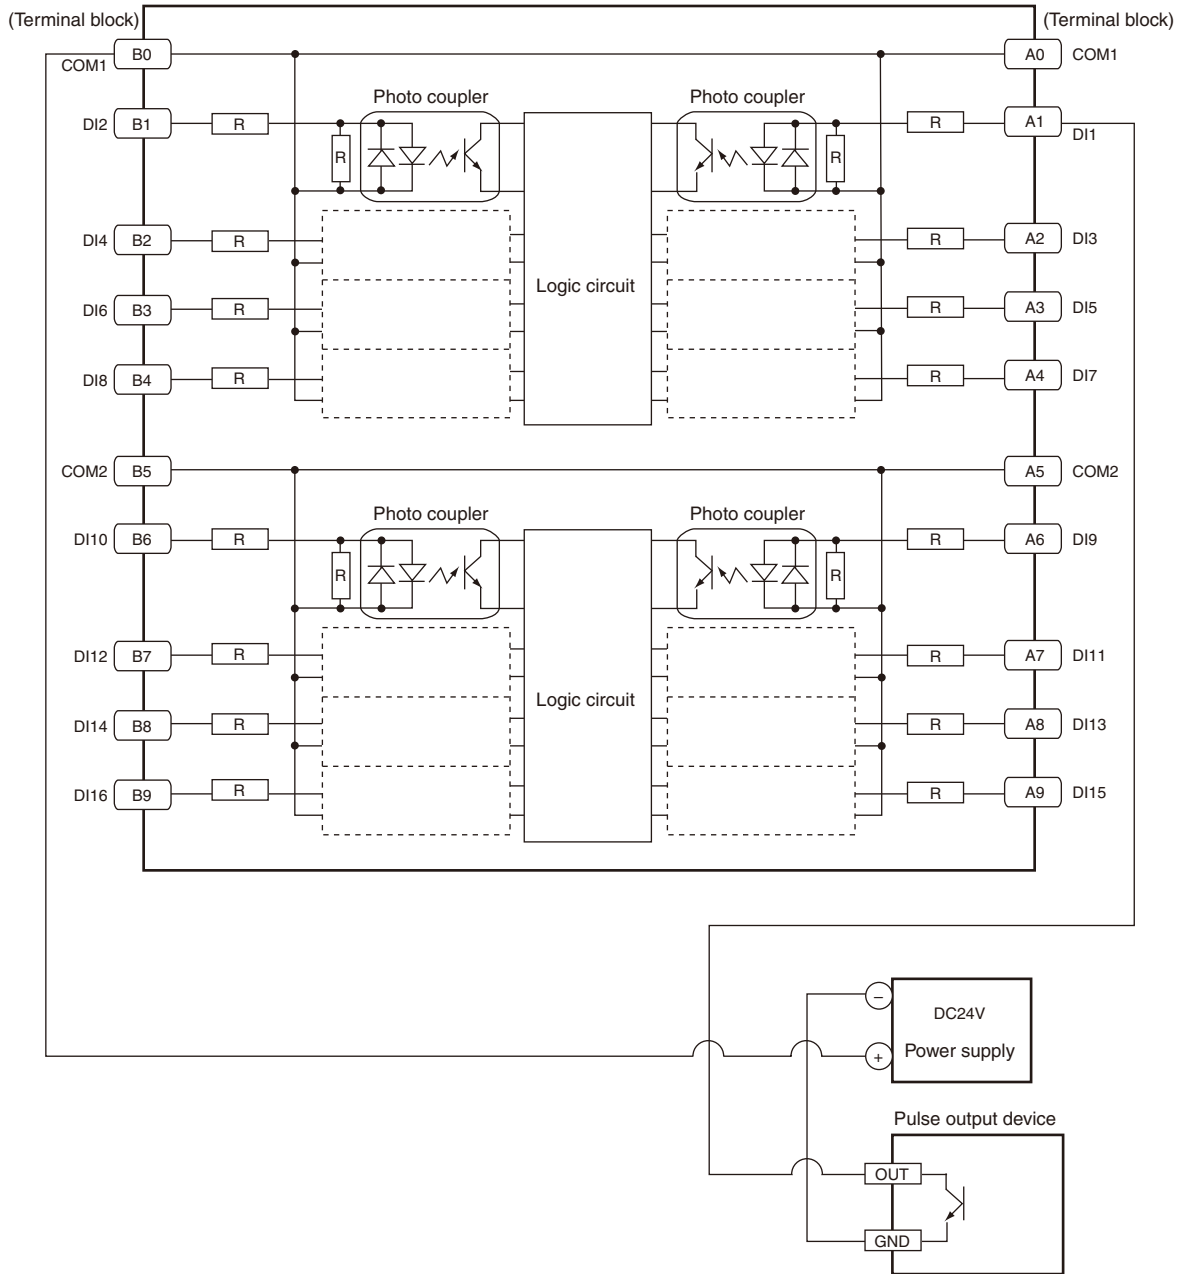 (Terminal block) (Terminal block)
B0 A0 COM1
COM1
Photo coupler Photo coupler
DI2 B1 R R A1
DI1
R R
DI4 B2 R R A2 DI3
Logic circuit
DI6 B3 R R A3 DI5
DI8 B4 R R A4 DI7
COM2 B5 A5 COM2
Photo coupler Photo coupler
DI10 B6 R R A6 DI9
R R
DI12 B7 R R A7 DI11
Logic circuit
DI14 B8 R R A8 DI13
DI16 B9 R R A9 DI15
−
DC24V
+ Power supply
Pulse output device
OUT
GND